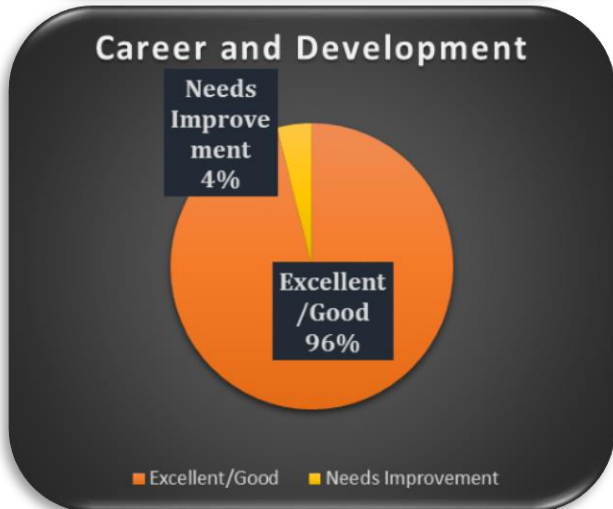 Career and Development
Needs
Improve
ment
4%
Excellent
/Good
96%
Excellent/Good
Needs Improvement